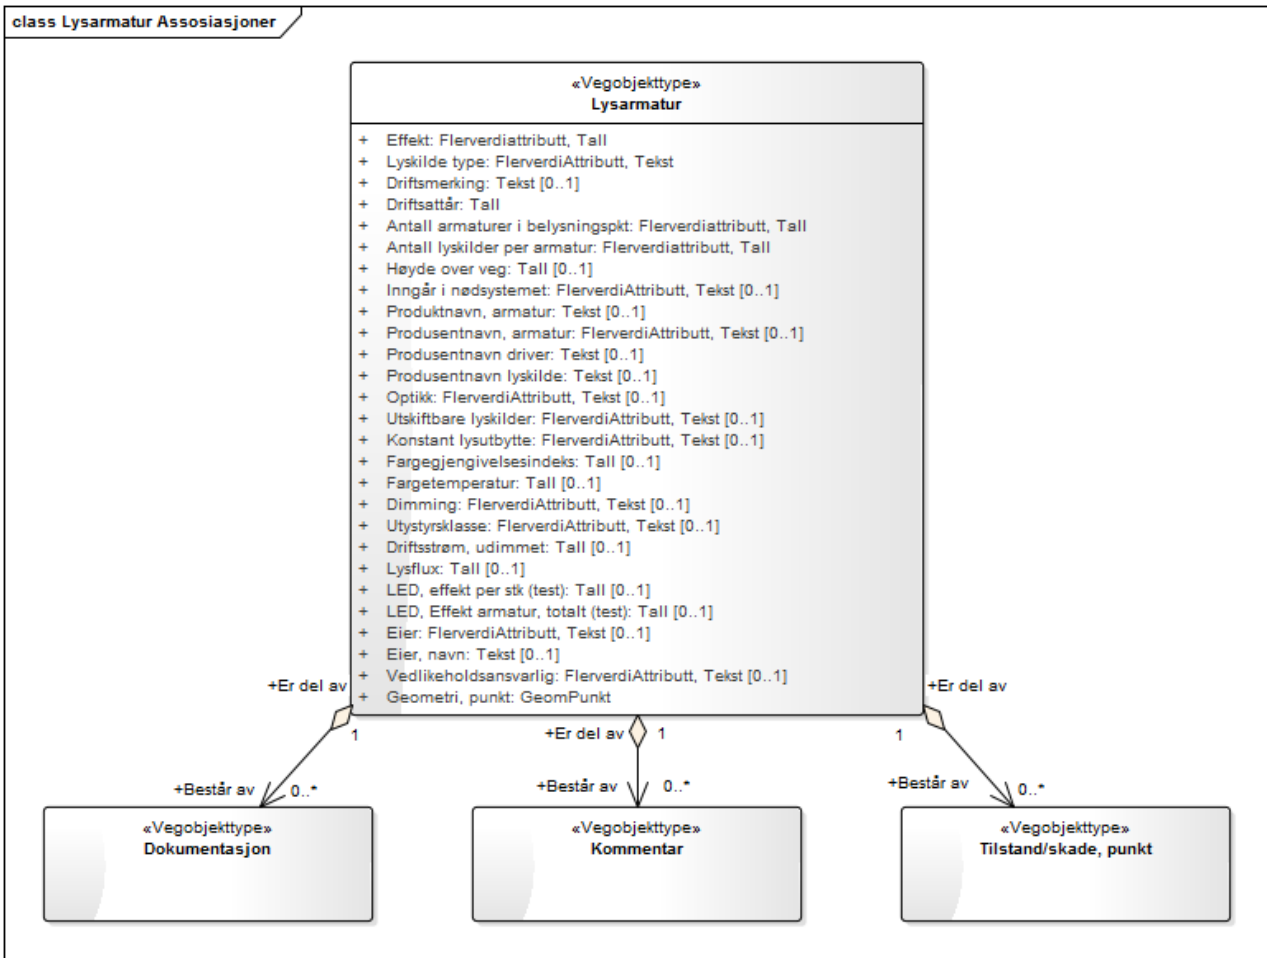 class Lysarmatur Assosiasjoner
«Vegobjekttype»
Lysarmatur
+ Effekt: Flerverdiattributt, Tall
+ Lyskilde type: FlerverdiAttributt, Tekst
+ Driftsmerking: Tekst [0..1]
+ Driftsattår: Tall
+ Antall armaturer i belysningspkt: Flerverdiattributt, Tall
+ Antall lyskilder per armatur: Flerverdiattributt, Tall
+ Høyde over veg: Tall [0..1]
+ Inngår i nødsystemet: FlerverdiAttributt, Tekst [0..1]
+ Produktnavn, armatur: Tekst [0..1]
+ Produsentnavn, armatur: FlerverdiAttributt, Tekst [0..1]
+ Produsentnavn driver: Tekst [0..1]
+ Produsentnavn lyskilde: Tekst [0..1]
+ Optikk: FlerverdiAttributt, Tekst [0..1]
+ Utskiftbare lyskilder: FlerverdiAttributt, Tekst [0..1]
+ Konstant lysutbytte: FlerverdiAttributt, Tekst [0..1]
+ Fargegjengivelsesindeks: Tall [0..1]
+ Fargetemperatur: Tall [0..1]
+ Dimming: FlerverdiAttributt, Tekst [0..1]
+ Utystyrsklasse: FlerverdiAttributt, Tekst [0..1]
+ Driftsstrøm, udimmet: Tall [0..1]
+ Lysflux: Tall [0..1]
+ LED, effekt per stk (test): Tall [0..1]
+ LED, Effekt armatur, totalt (test): Tall [0..1]
+ Eier: FlerverdiAttributt, Tekst [0..1]
+ Eier, navn: Tekst [0..1]
+ Vedlikeholdsansvarlig: FlerverdiAttributt, Tekst [0..1]
+ Geometri, punkt: GeomPunkt
+Er del av +Er del av
1 +Er del av 1 1
+Består av 0..* +Består av 0..* +Består av 0..*
«Vegobjekttype» «Vegobjekttype» «Vegobjekttype»
Dokumentasjon Kommentar Tilstand/skade, punkt